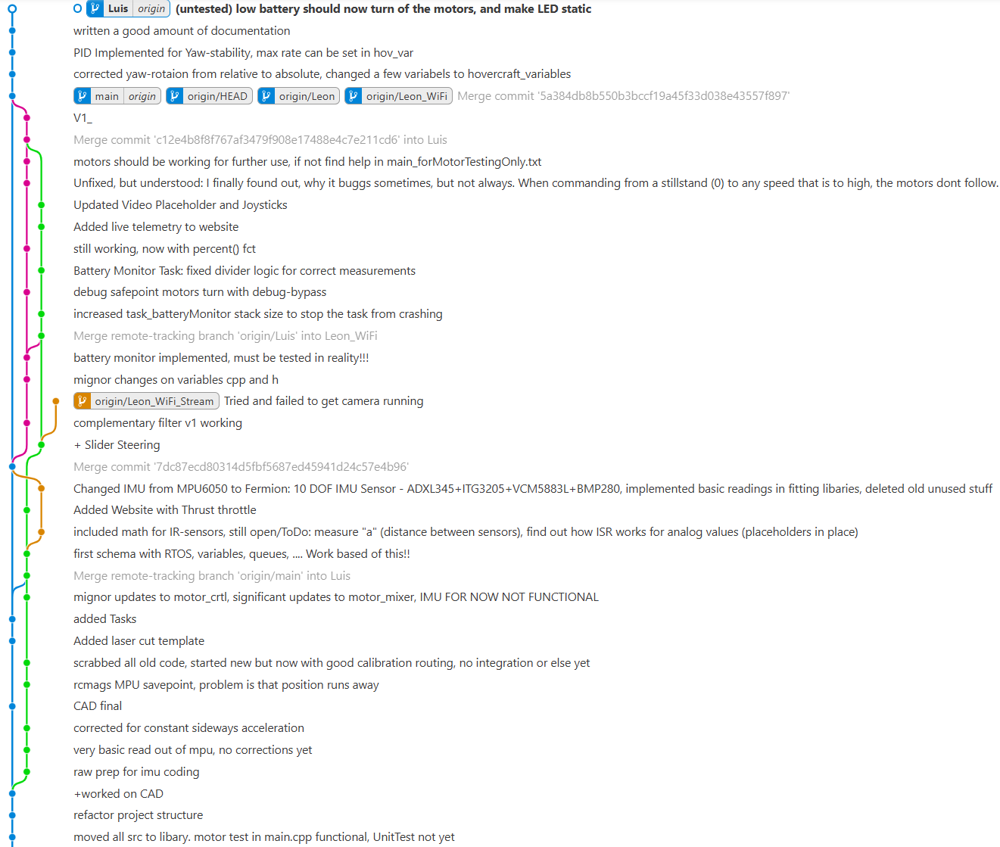 Luis origin (untested) low battery should now turn of the motors, and make LED static
written a good amount of documentation
PID Implemented for Yaw-stability, max rate can be set in hov_var
corrected yaw-rotaion from relative to absolute, changed a few variabels to hovercraft_variables
main origin origin/HEAD origin/Leon origin/Leon_WiFi Merge commit '5a384db8b550b3bccf19a45f33d038e43557f897'
V1_
Merge commit 'c12e4b8f8f767af3479f908e17488e4c7e211cd6' into Luis
motors should be working for further use, if not find help in main_forMotorTestingOnly.txt
Unfixed, but understood: I finally found out, why it buggs sometimes, but not always. When commanding from a stillstand (0) to any speed that is to high, the motors dont follow.
Updated Video Placeholder and Joysticks
Added live telemetry to website
still working, now with percent() fct
Battery Monitor Task: fixed divider logic for correct measurements
debug safepoint motors turn with debug-bypass
increased task_batteryMonitor stack size to stop the task from crashing
Merge remote-tracking branch 'origin/Luis' into Leon_WiFi
battery monitor implemented, must be tested in reality!!!
mignor changes on variables cpp and h
origin/Leon_WiFi_Stream Tried and failed to get camera running
complementary filter v1 working
+ Slider Steering
Merge commit '7dc87ecd80314d5fbf5687ed45941d24c57e4b96'
Changed IMU from MPU6050 to Fermion: 10 DOF IMU Sensor - ADXL345+ITG3205+VCM5883L+BMP280, implemented basic readings in fitting libaries, deleted old unused stuff
Added Website with Thrust throttle
included math for IR-sensors, still open/ToDo: measure "a" (distance between sensors), find out how ISR works for analog values (placeholders in place)
first schema with RTOS, variables, queues, .... Work based of this!!
Merge remote-tracking branch 'origin/main' into Luis
mignor updates to motor_crtl, significant updates to motor_mixer, IMU FOR NOW NOT FUNCTIONAL
added Tasks
Added laser cut template
scrabbed all old code, started new but now with good calibration routing, no integration or else yet
rcmags MPU savepoint, problem is that position runs away
CAD final
corrected for constant sideways acceleration
very basic read out of mpu, no corrections yet
raw prep for imu coding
+worked on CAD
refactor project structure
moved all src to libary. motor test in main.cpp functional, UnitTest not yet